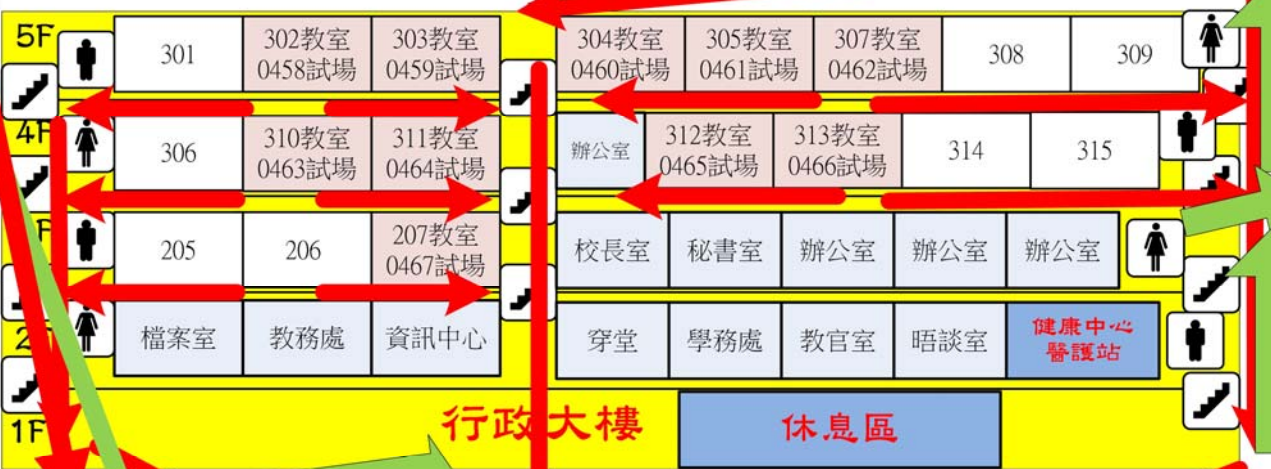 5F
301
302教室
0458試場
303教室
0459試場
304教室
0460試場
305教室
0461試場
307教室
0462試場
308
309
4F
306
310教室
0463試場
311教室
0464試場
辦公室
312教室
0465試場
313教室
0466試場
314
315
F
205
206
207教室
0467試場
校長室
秘書室
辦公室
辦公室
辦公室
2
檔案室
教務處
資訊中心
穿堂
學務處
教官室
晤談室
健康中心
醫護站
1F
行政大樓
休息區